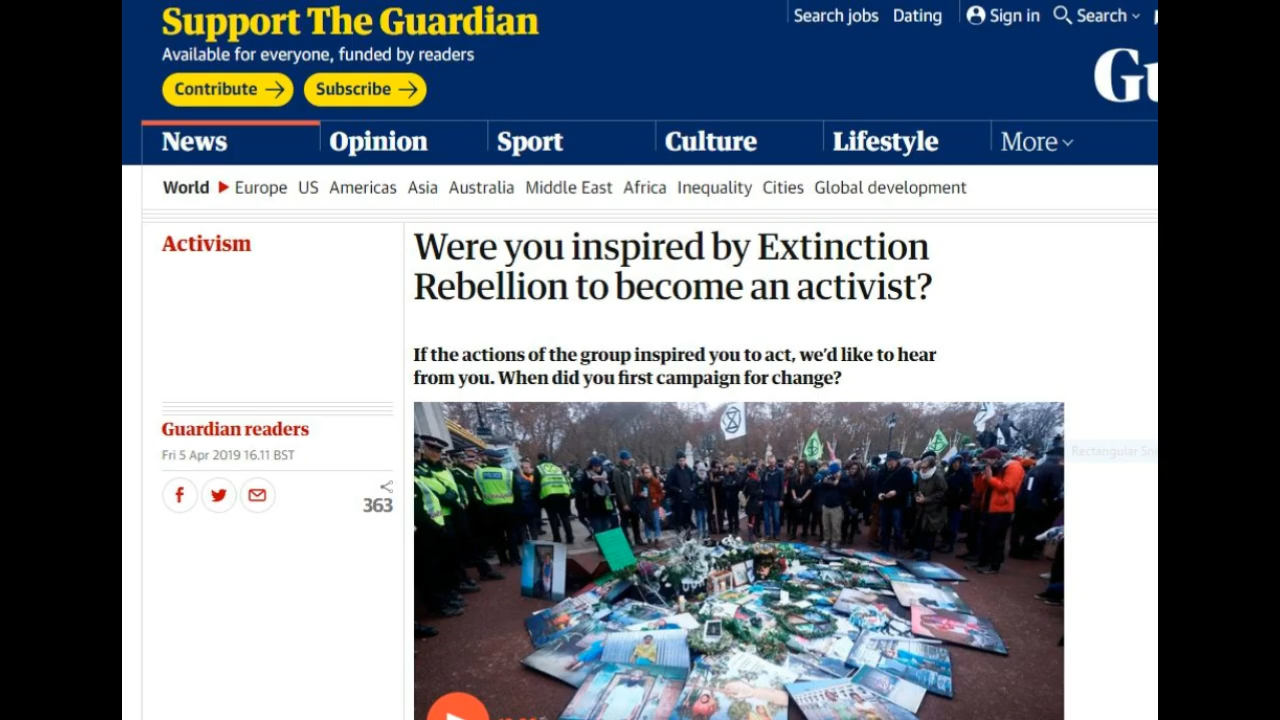 Support The Guardian
Available for everyone, funded by readers
Contribute →
Subscribe →
Search jobs Dating Sign in Search
News Opinion Sport Culture Lifestyle More
World Europe US Americas Asia Australia Middle East Africa Inequality Cities Global development
Activism
Were you inspired by Extinction
Rebellion to become an activist?
If the actions of the group inspired you to act, we'd like to hear
from you. When did you first campaign for change?
Guardian readers
Fri 5 Apr 2019 16.11 BST
363
Rectangular